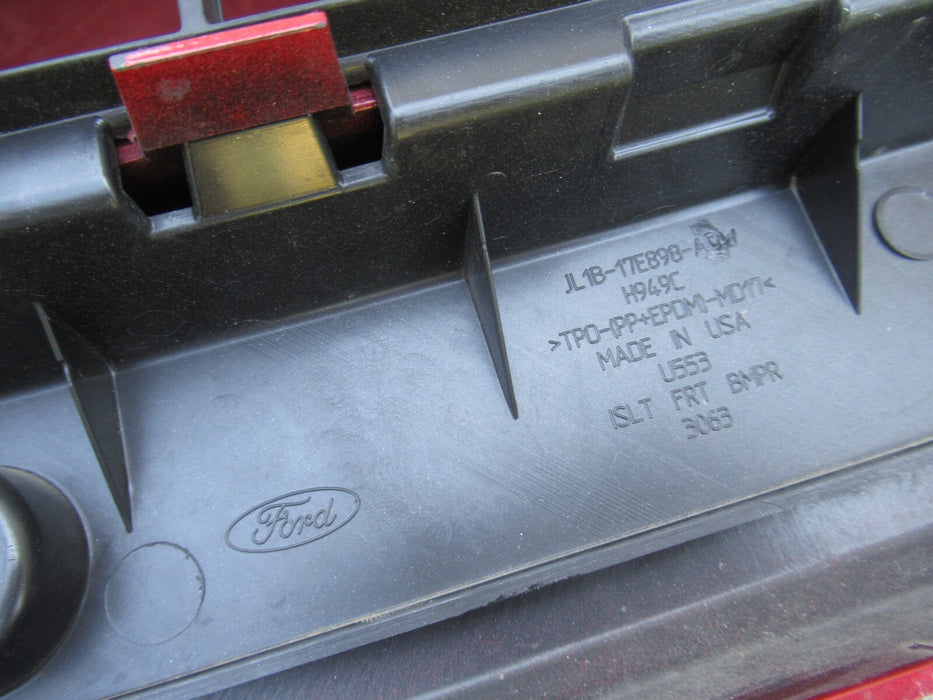 JL1B-17E898-A W
H949C
>TPO-(PP+EPDM)-MD17<
MADE IN USA
U553
ISLT FRT BMPR
3063
Ford